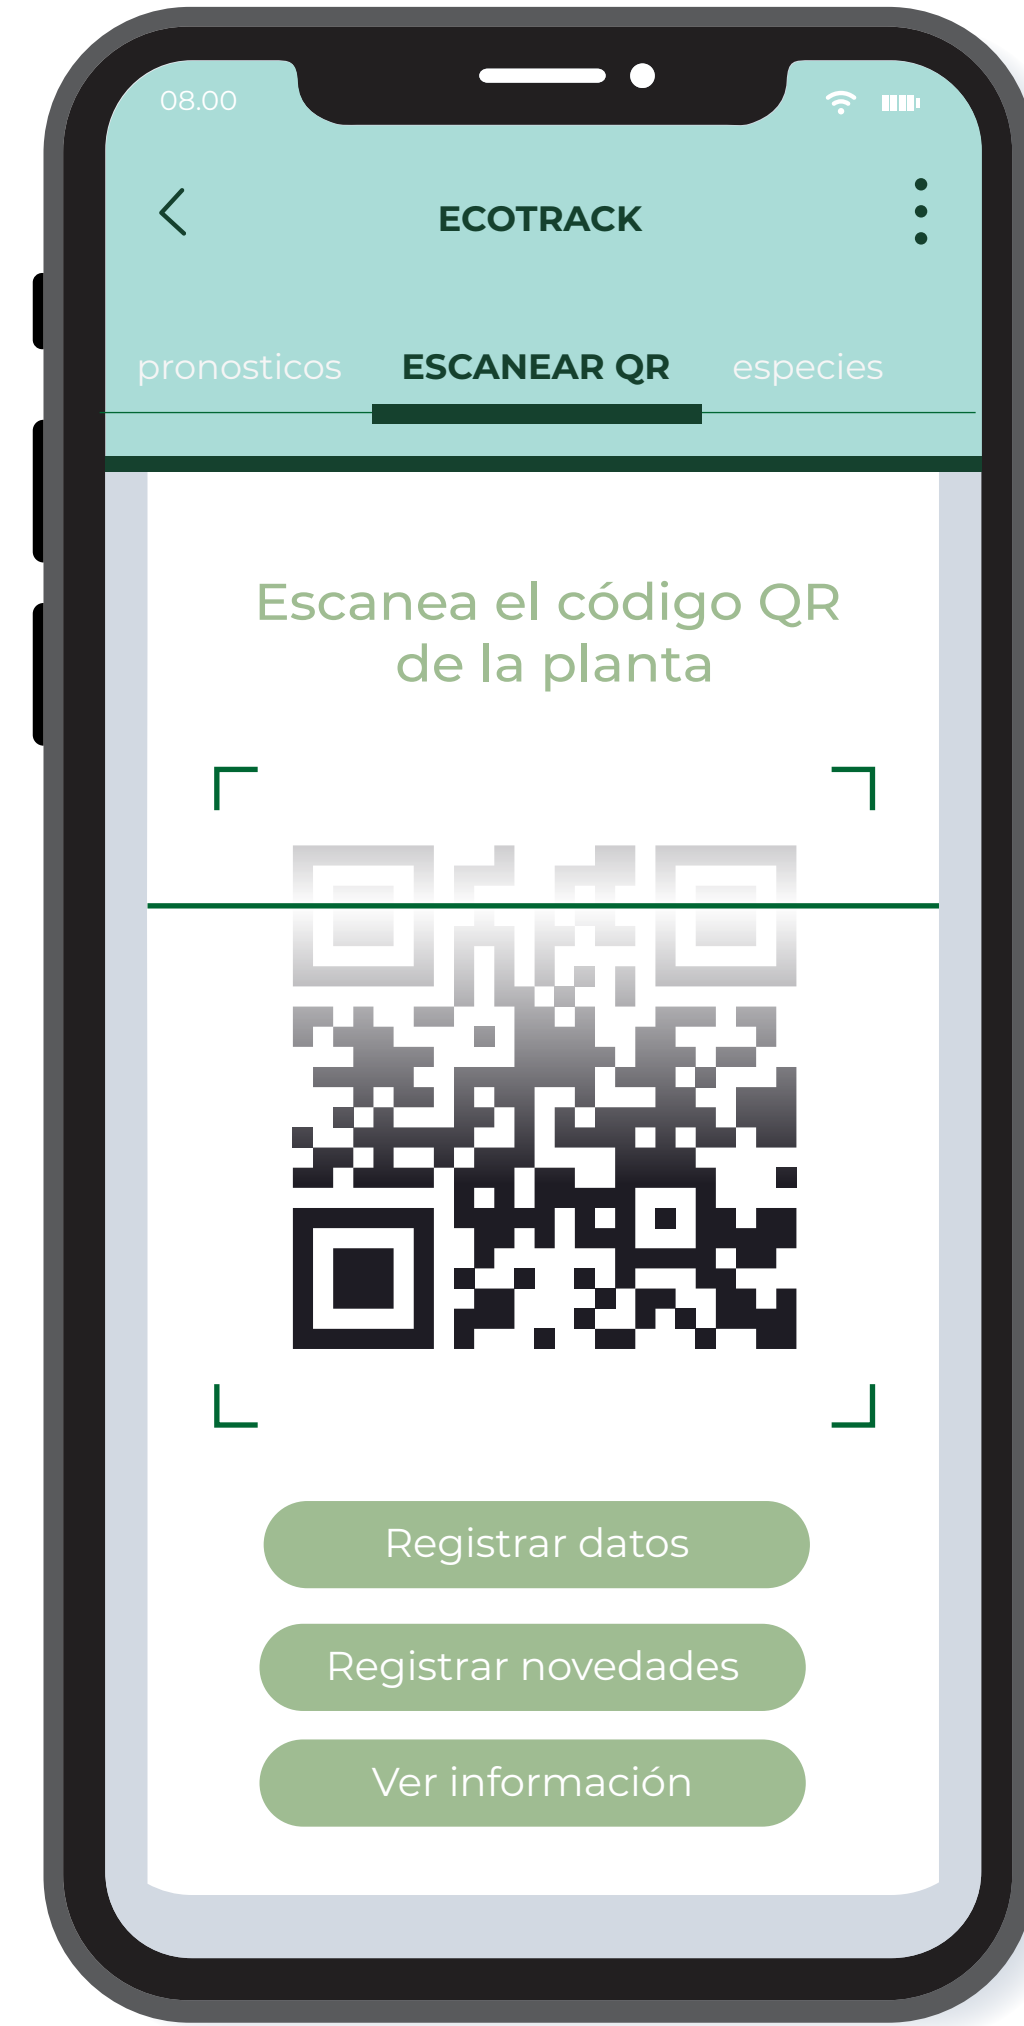 08.00
ECOTRACK
pronosticos ESCANEAR QR especies
Escanea el código QR
de la planta
Registrar datos
Registrar novedades
Ver información